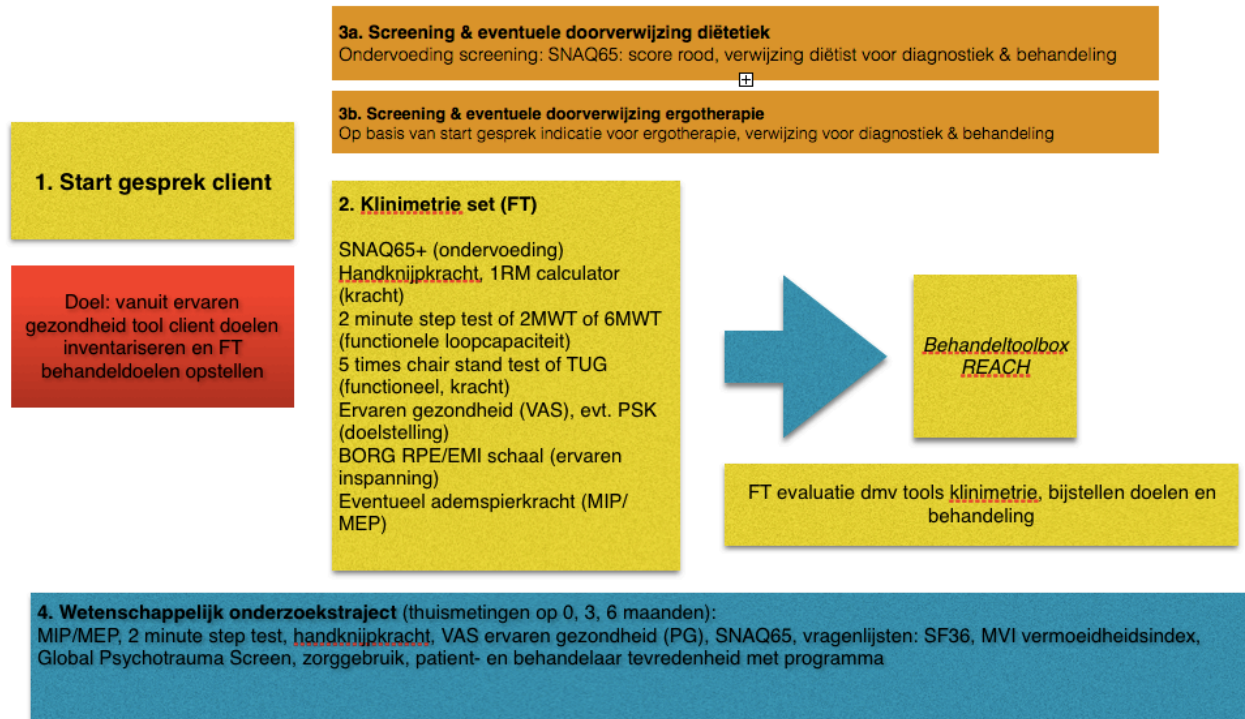 3a. Screening & eventuele doorverwijzing diëtetiek
Ondervoeding screening: SNAQ65: score rood, verwijzing diëtist voor diagnostiek & behandeling
3b. Screening & eventuele doorverwijzing ergotherapie
Op basis van start gesprek indicatie voor ergotherapie, verwijzing voor diagnostiek & behandeling
1. Start gesprek client
Doel: vanuit ervaren
gezondheid tool client doelen
inventariseren en FT
behandeldoelen opstellen
2. Klinimetrie set (FT)
SNAQ65+ (ondervoeding)
Handknijpkracht, 1RM calculator
(kracht)
2 minute step test of 2MWT of 6MWT
(functionele loopcapaciteit)
5 times chair stand test of TUG
(functioneel, kracht)
Ervaren gezondheid (VAS), evt. PSK
(doelstelling)
BORG RPE/EMI schaal (ervaren
inspanning)
Eventueel ademspierkracht (MIP/
MEP)
Behandeltoolbox
REACH
FT evaluatie dmv tools klinimetrie, bijstellen doelen en
behandeling
4. Wetenschappelijk onderzoekstraject (thuismetingen op 0, 3, 6 maanden):
MIP/MEP, 2 minute step test, handknijpkracht, VAS ervaren gezondheid (PG), SNAQ65, vragenlijsten: SF36, MVI vermoeidheidsindex,
Global Psychotrauma Screen, zorggebruik, patient- en behandelaar tevredenheid met programma